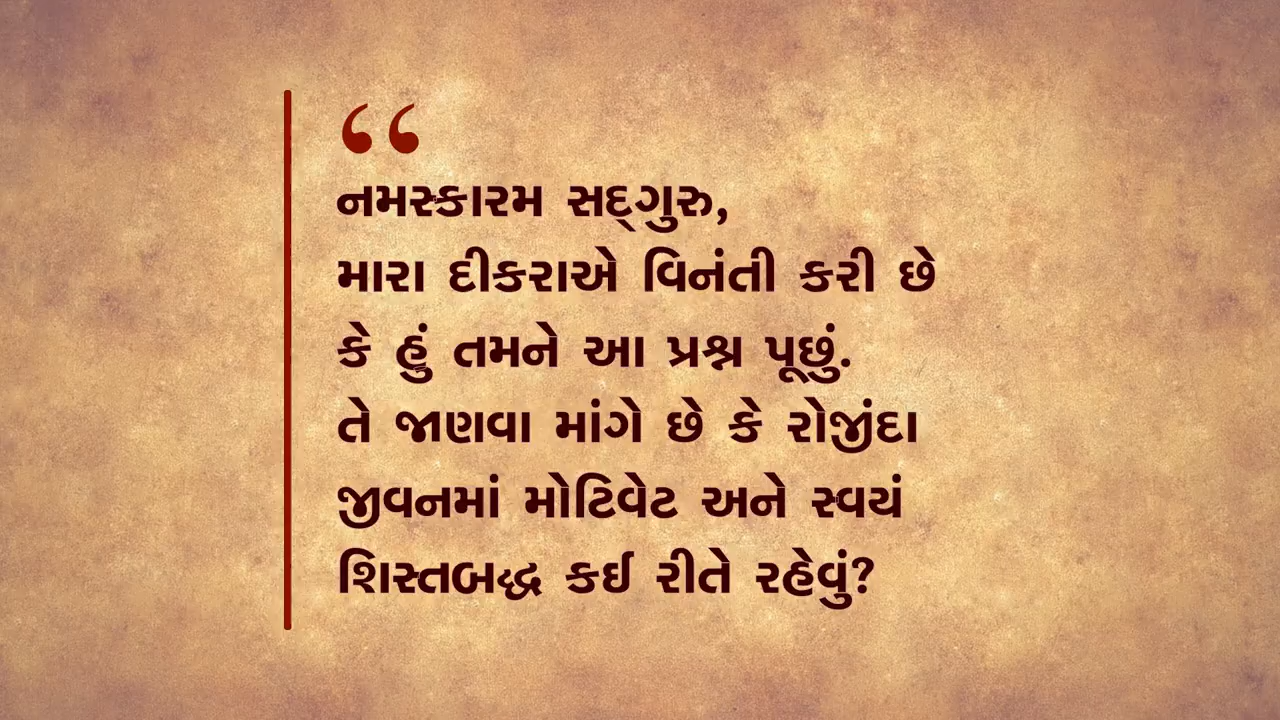 “
નમસ્કારમ સદ્‌ગુરુ,
મારા દીકરાએ વિનંતી કરી છે
કે હું તમને આ પ્રશ્ન પૂછું.
તે જાણવા માંગે છે કે રોજીંદા
જીવનમાં મોટિવેટ અને સ્વયં
શિસ્તબદ્ધ કઈ રીતે રહેવું?